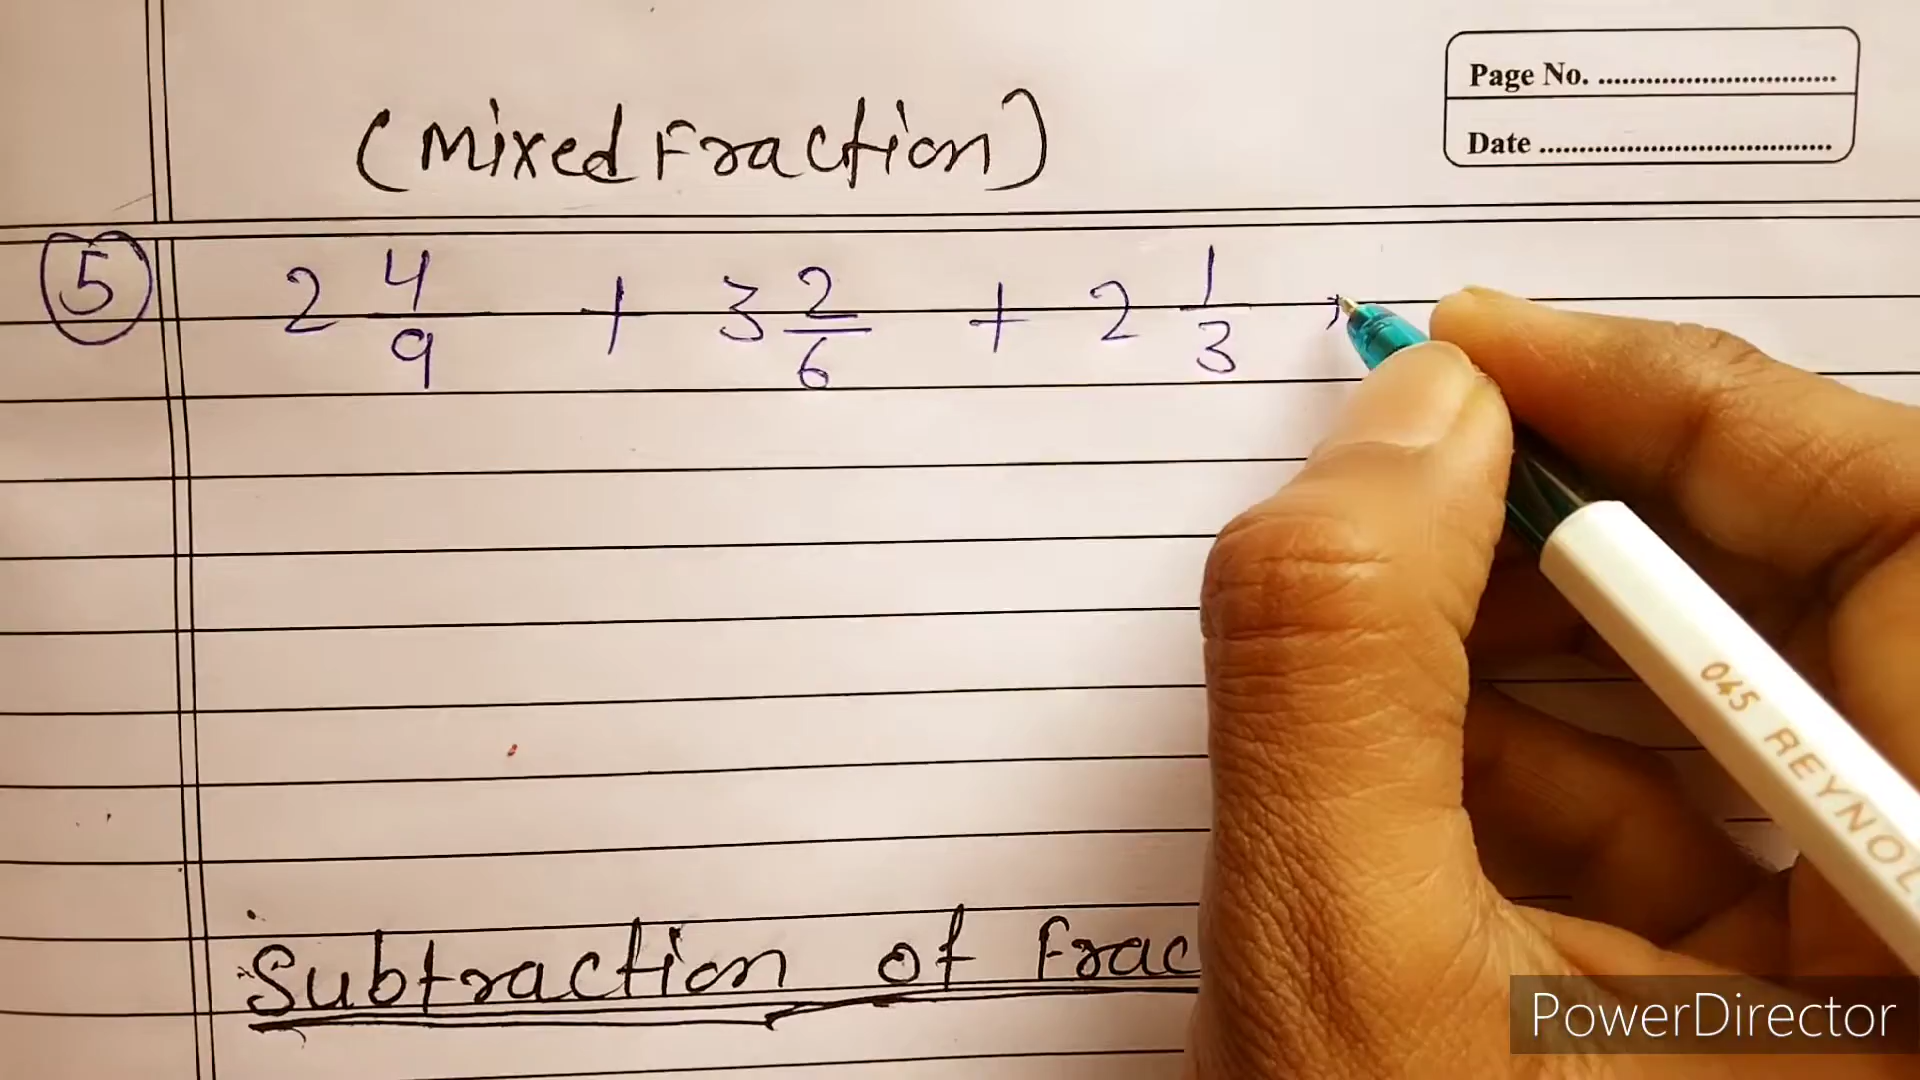 Page No. ........................
Date ........................
(Mixed Fraction)
5 2 4/9 + 3 2/6 + 2 1/3
Subtraction of Frac
045 REYNOL
PowerDirector